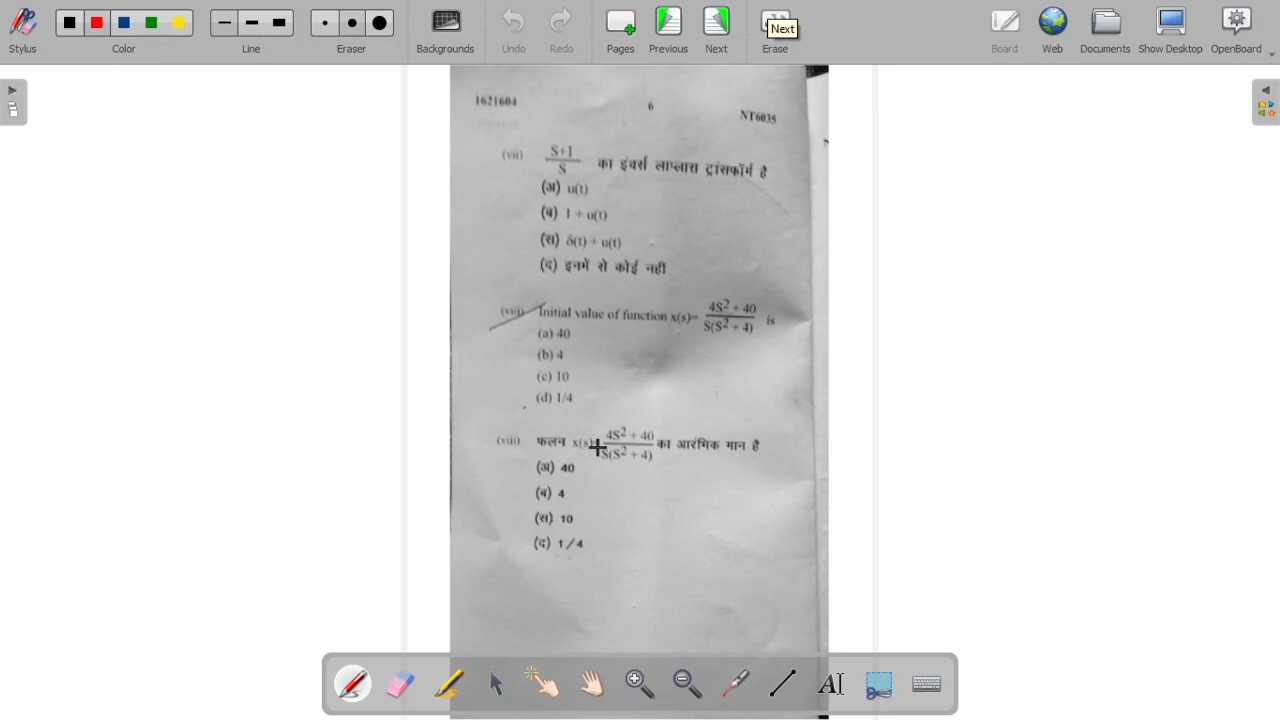 Stylus Color Line Eraser Backgrounds Undo Redo Pages Previous Next Erase Board Web Documents Show Desktop OpenBoard
Next
1621604 6 NT6035
(vii) S+1 / S का इंवर्स लाप्लास ट्रांसफॉर्म है
(अ) u(t)
(ब) 1 + u(t)
(स) δ(t) + u(t)
(द) इनमें से कोई नहीं
(viii) Initial value of function x(s)= 4S² + 40 / S(S² + 4) is
(a) 40
(b) 4
(c) 10
(d) 1/4
(viii) फलन x(s)= 4S² + 40 / S(S² + 4) का आरंभिक मान है
(अ) 40
(ब) 4
(स) 10
(द) 1/4